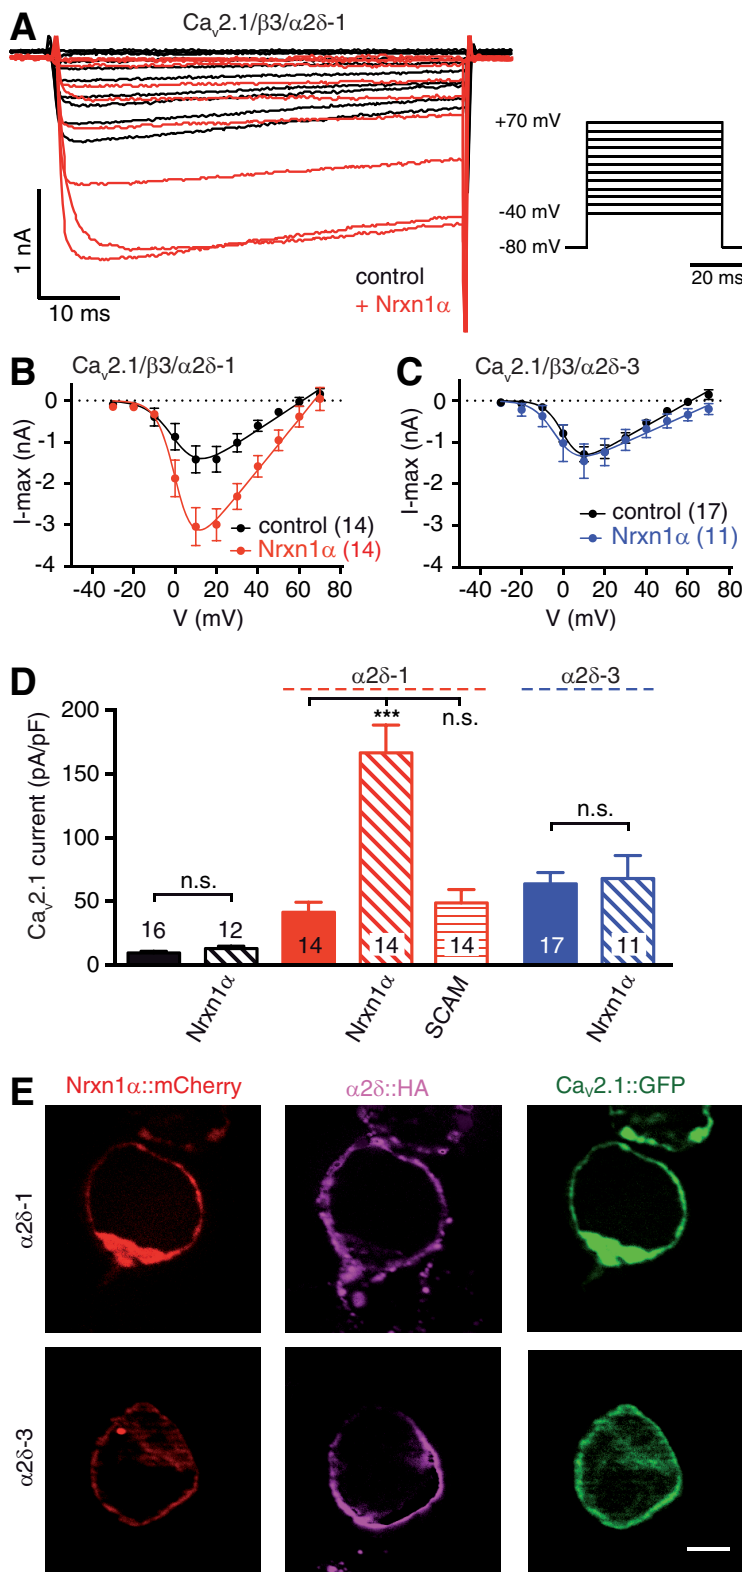 A
Cav2.1/β3/α2δ-1
+70 mV
-40 mV
-80 mV
20 ms
1 nA
10 ms
control
+ Nrxn1α
B
Cav2.1/β3/α2δ-1
0
-1
-2
-3
-4
I-max (nA)
control (14)
Nrxn1α (14)
-40 -20 0 20 40 60 80
V (mV)
C
Cav2.1/β3/α2δ-3
0
-1
-2
-3
-4
I-max (nA)
control (17)
Nrxn1α (11)
-40 -20 0 20 40 60 80
V (mV)
D
α2δ-1
α2δ-3
200
150
100
50
0
Cav2.1 current (pA/pF)
n.s.
***
n.s.
n.s.
16 12 14 14 14 17 11
Nrxn1α
Nrxn1α
SCAM
Nrxn1α
E
Nrxn1α::mCherry
α2δ::HA
Cav2.1::GFP
α2δ-1
α2δ-3